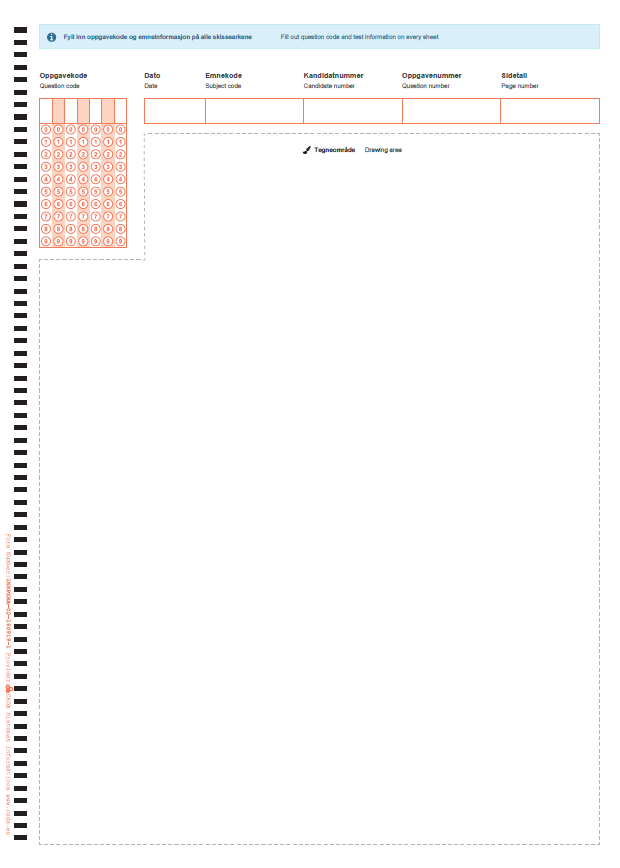 Fyll inn oppgavekode og emneinformasjon på alle skissearkene Fill out question code and test information on every sheet
Oppgavekode Dato Emnekode Kandidatnummer Oppgavenummer Sidetall
Question code Date Subject code Candidate number Question number Page number
0 0 0 0 0 0 0
1 1 1 1 1 1 1
2 2 2 2 2 2 2
3 3 3 3 3 3 3
4 4 4 4 4 4 4
5 5 5 5 5 5 5
6 6 6 6 6 6 6
7 7 7 7 7 7 7
8 8 8 8 8 8 8
9 9 9 9 9 9 9
Tegneområde Drawing area
Form Number